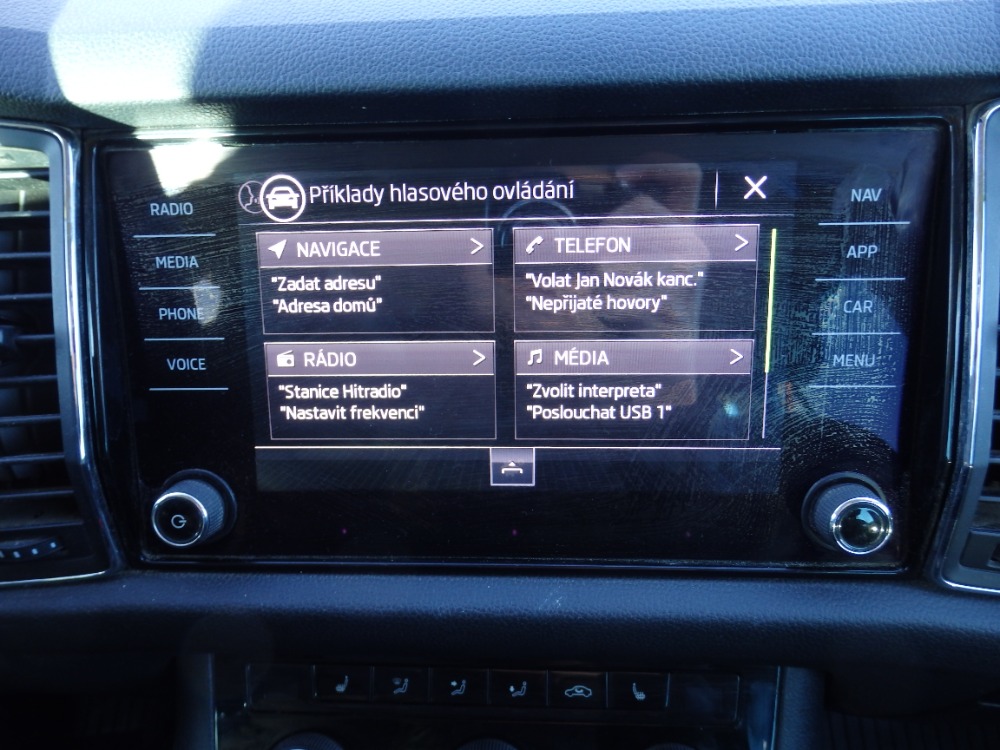 Příklady hlasového ovládání
RADIO
MEDIA
PHONE
VOICE
NAVIGACE
"Zadat adresu"
"Adresa domů"
TELEFON
"Volat Jan Novák kanc."
"Nepřijaté hovory"
RÁDIO
"Stanice Hitradio"
"Nastavit frekvenci"
MÉDIA
"Zvolit interpreta"
"Poslouchat USB 1"
NAV
APP
CAR
MENU